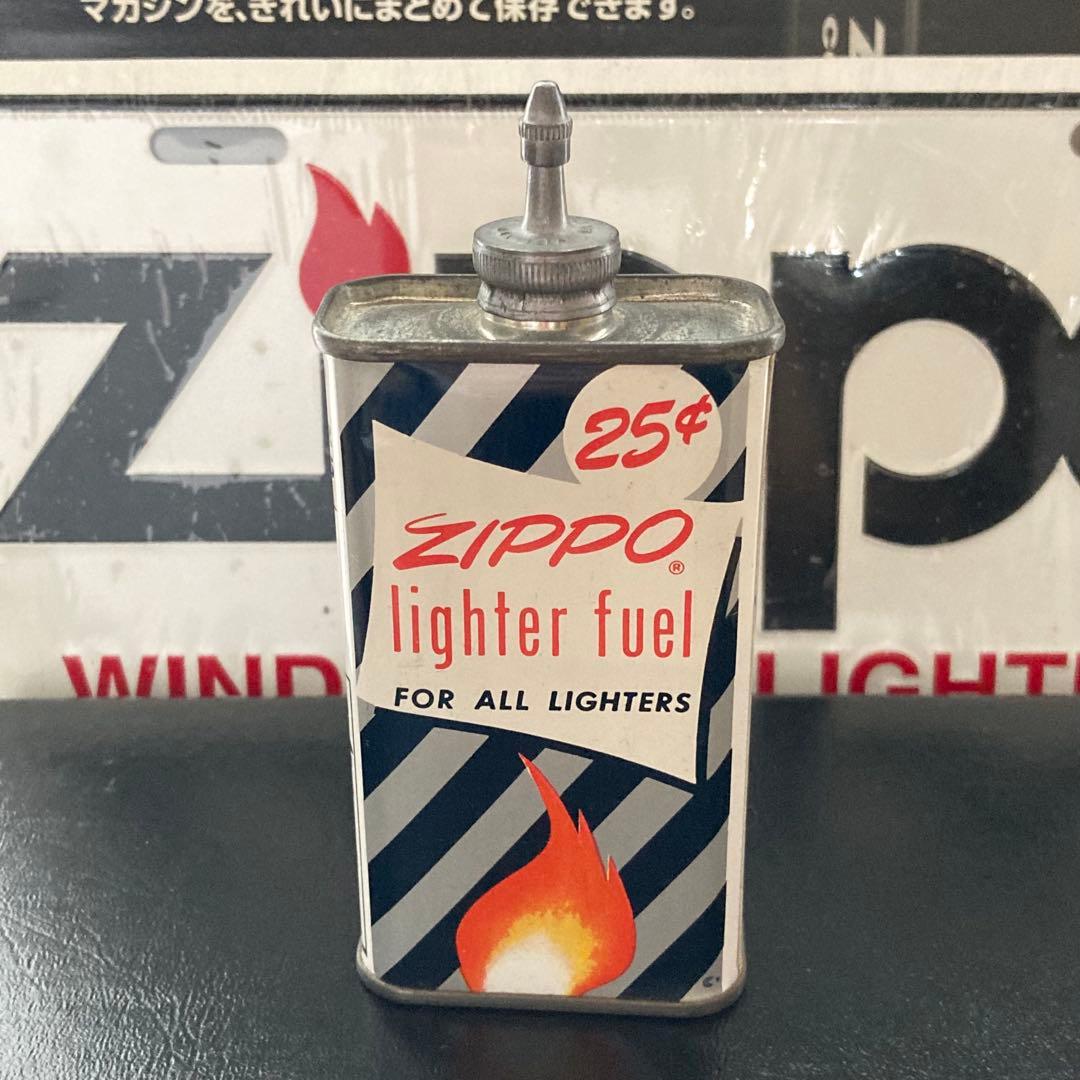 マガジンを、きれいにまとめて保存できます。
Zipp
25¢
ZIPPO®
lighter fuel
FOR ALL LIGHTERS
WIND LIGHT